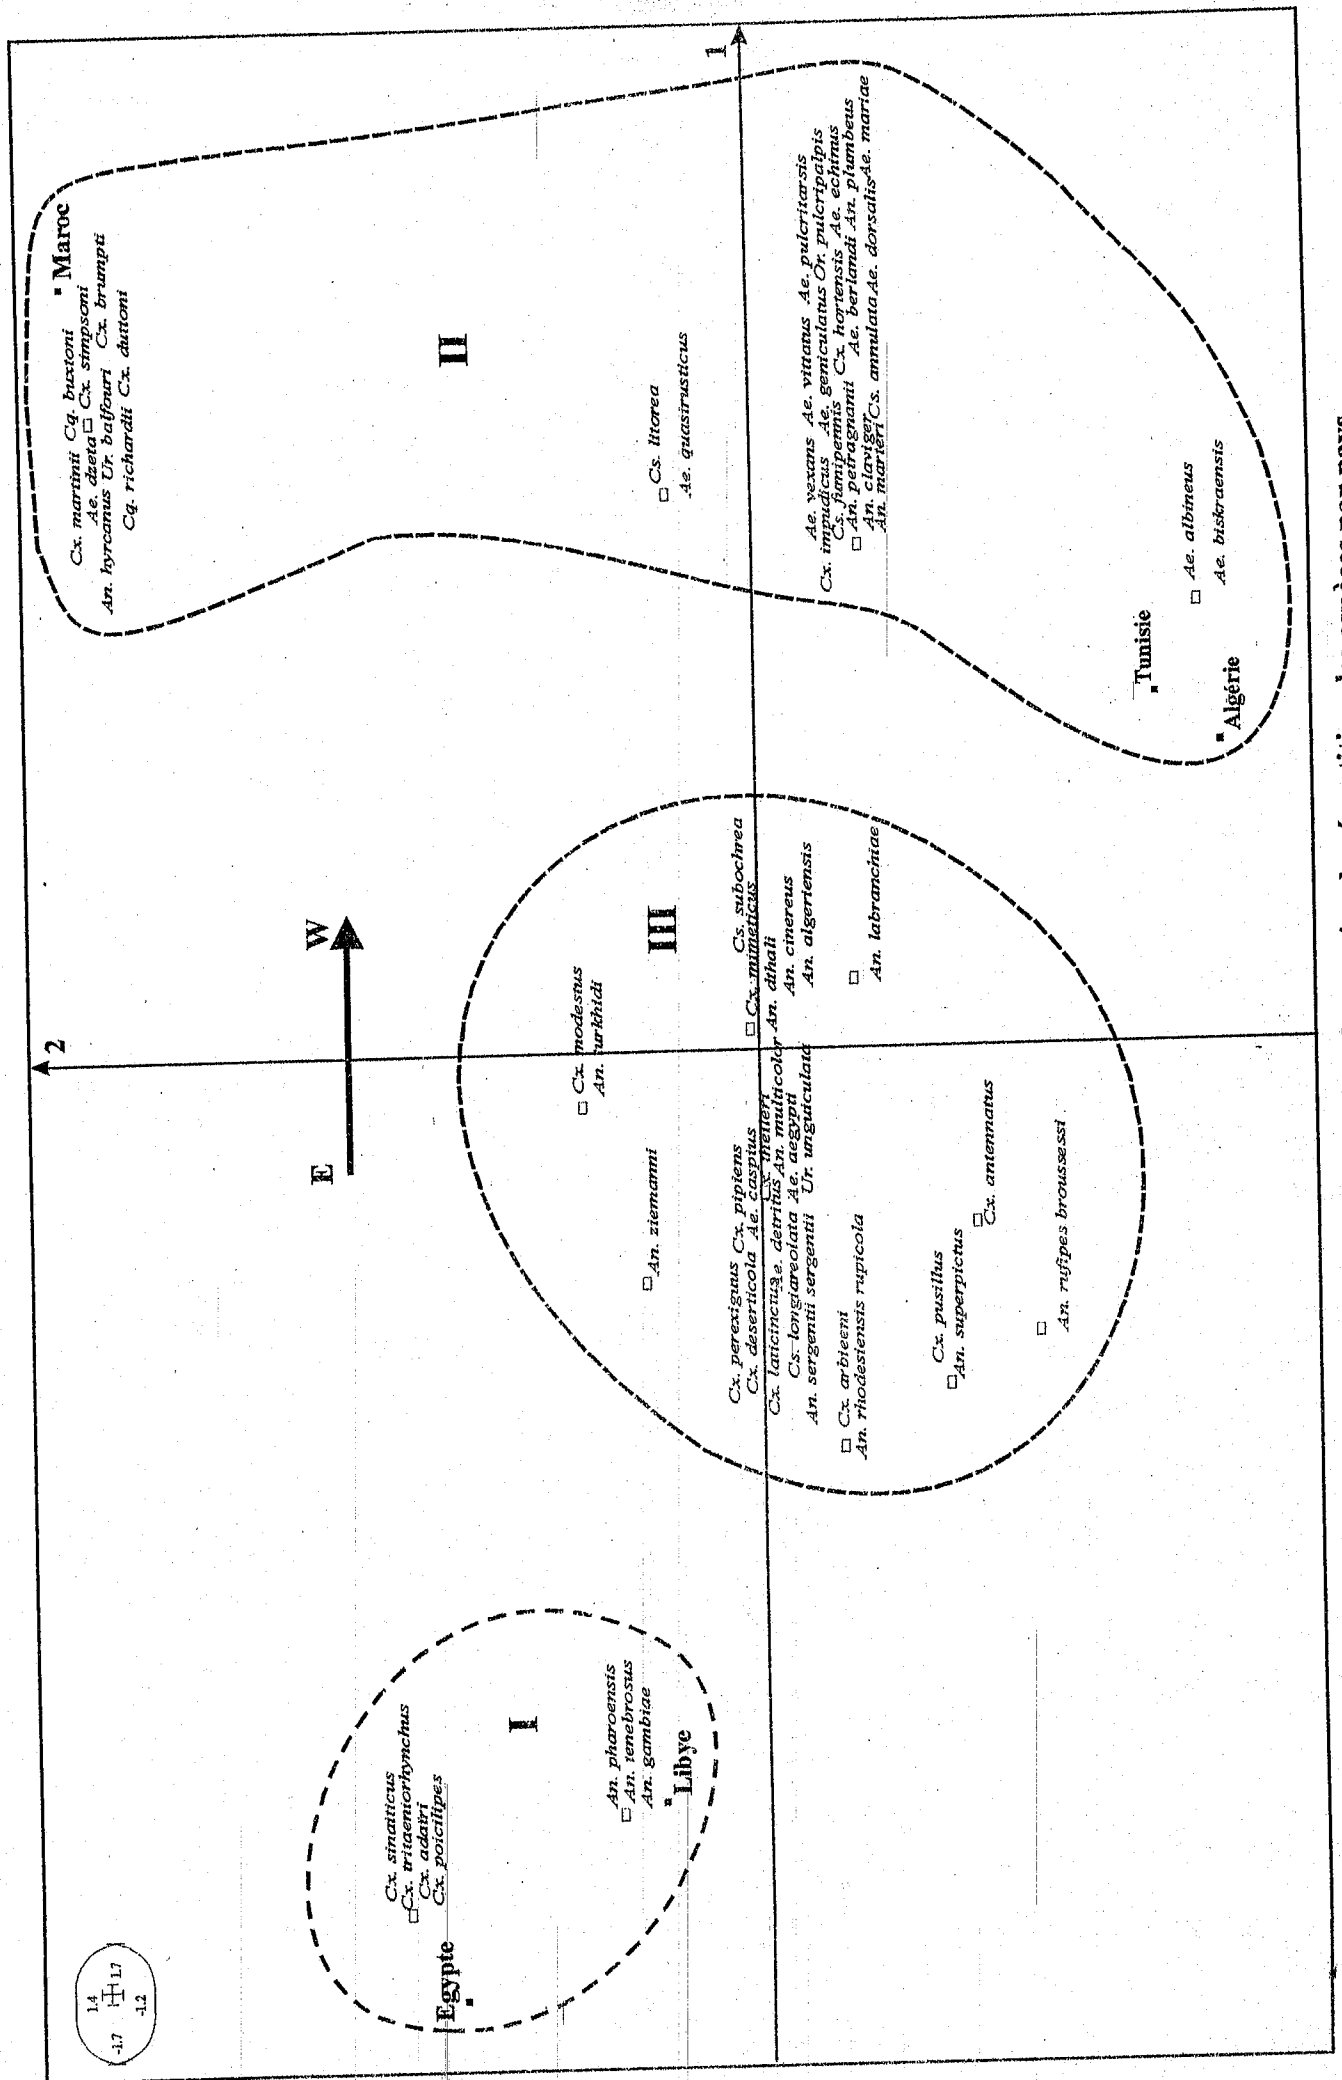 2
1
E
W
1.4
-1.7
1.7
-1.2
Egypte
Cx. sinaiticus
Cx. tritaeniorhynchus
Cx. adairi
Cx. poicilipes
I
An. pharoensis
An. tenebrosus
An. gambiae
Libye
III
Cx. modestus
An. turkhidi
An. ziemanni
Cx. perexiguus Cx. pipiens
Cx. deserticola Ae. caspius
Cx. theileri
Cx. laticinctus Ae. detritus An. multicolor An. dthali
Cs. longiareolata Ae. aegypti
An. sergentii sergentii Ur. unguiculata
Cs. subochrea
Cx. mimeticus
An. cinereus
An. algeriensis
An. labranchiae
Cx. arbieeni
An. rhodesiensis rupicola
Cx. pusillus
An. superpictus
Cx. antennatus
An. rufipes broussessi
Maroc
Cx. martinii Cq. buxtoni
Ae. dzeta Cx. simpsoni
An. hyrcanus Ur. balfouri Cx. brumpti
Cq. richardii Cx. duttoni
II
Cs. litorea
Ae. quasirusticus
Ae. vexans Ae. vittatus Ae. pulcritarsis
Cx. impudicus Ae. geniculatus Or. pulcripalpis
Cs. fumipennis Cx. hortensis Ae. echinus
An. petragnanii Ae. berlandi An. plumbeus
An. claviger Cs. annulata Ae. dorsalis Ae. mariae
An. marteri
Tunisie
Ae. albineus
Ae. biskraensis
Algérie